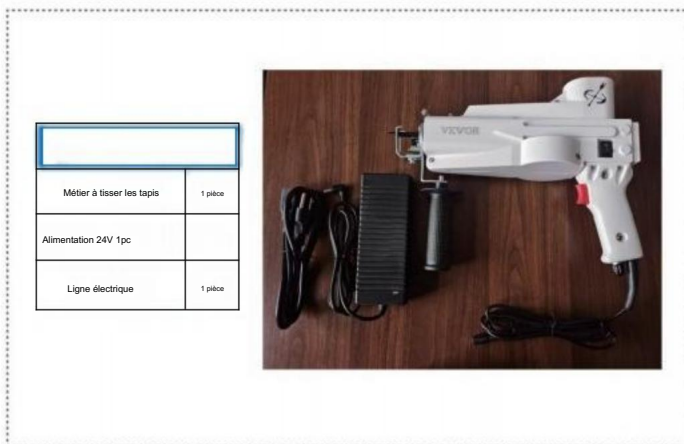 Métier à tisser les tapis 1 pièce
Alimentation 24V 1pc
Ligne électrique 1 pièce
VEVOR